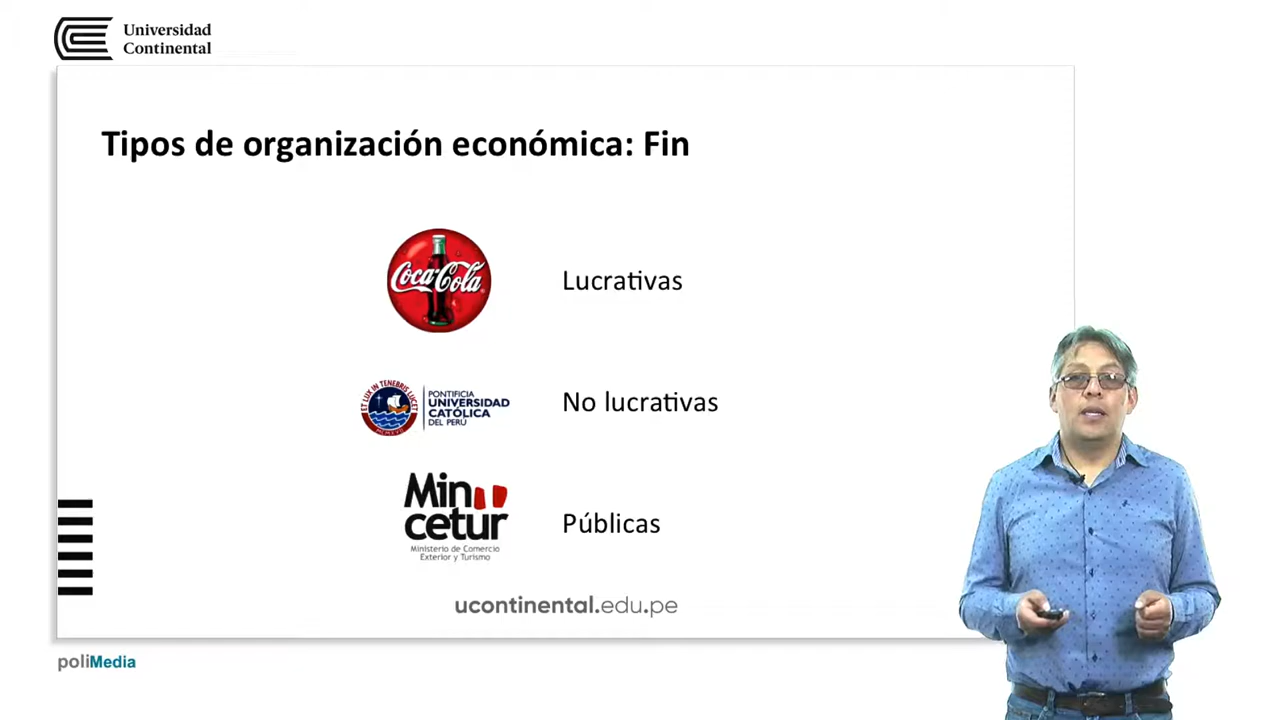 Universidad
Continental
Tipos de organización económica: Fin
Coca-Cola
Lucrativas
ET LUX IN TENEBRIS LUCET
MCMXVII
PONTIFICIA
UNIVERSIDAD
CATÓLICA
DEL PERÚ
No lucrativas
Min
cetur
Ministerio de Comercio
Exterior y Turismo
Públicas
ucontinental.edu.pe
poliMedia